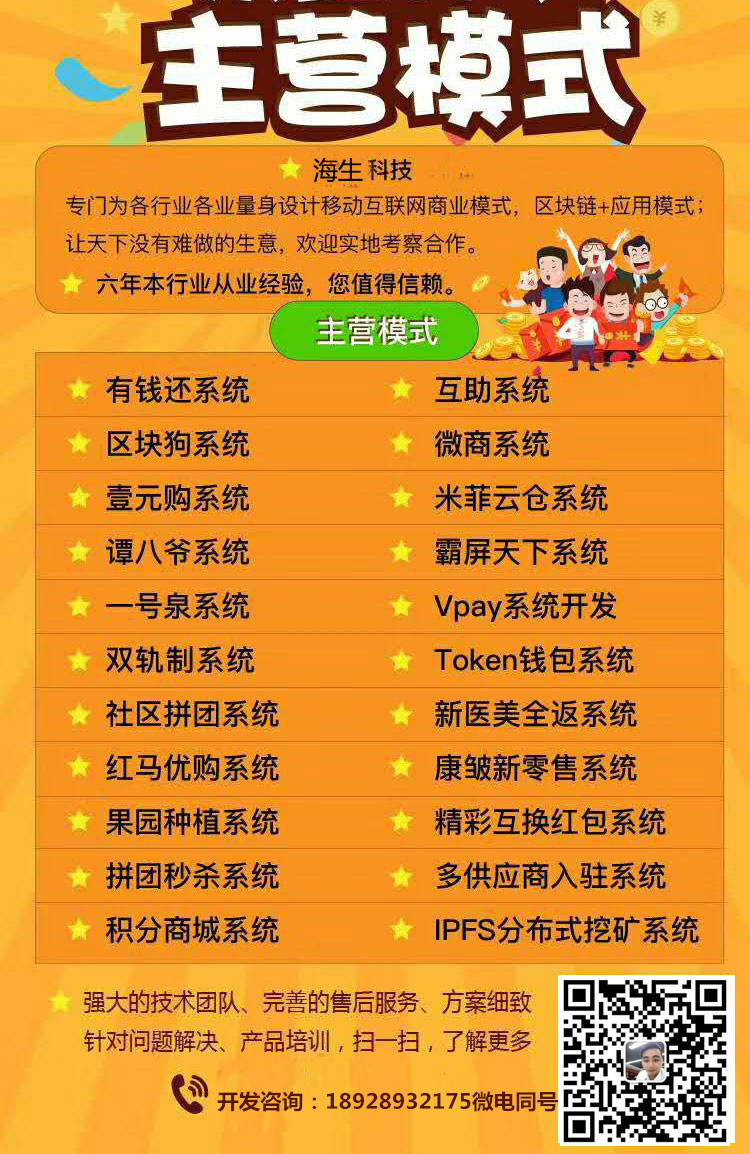 主营模式
海生科技
专门为各行业各业量身设计移动互联网商业模式，区块链+应用模式；
让天下没有难做的生意，欢迎实地考察合作。
六年本行业从业经验，您值得信赖。
主营模式
有钱还系统
互助系统
区块狗系统
微商系统
壹元购系统
米菲云仓系统
谭八爷系统
霸屏天下系统
一号泉系统
Vpay系统开发
双轨制系统
Token钱包系统
社区拼团系统
新医美全返系统
红马优购系统
康皱新零售系统
果园种植系统
精彩互换红包系统
拼团秒杀系统
多供应商入驻系统
积分商城系统
IPFS分布式挖矿系统
强大的技术团队、完善的售后服务、方案细致
针对问题解决、产品培训，扫一扫，了解更多
开发咨询：18928932175微电同号